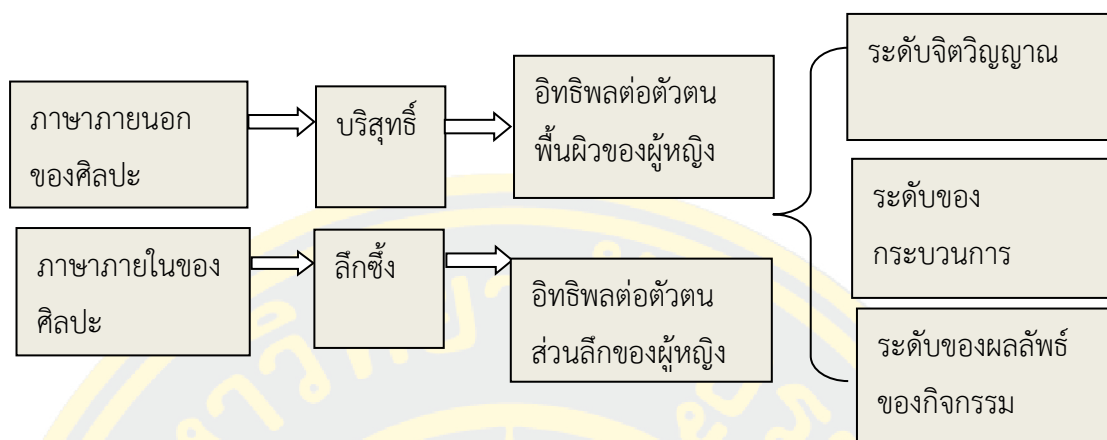 ภาษาภายนอก
ของศิลปะ
บริสุทธิ์
อิทธิพลต่อตัวตน
พื้นผิวของผู้หญิง
ภาษาภายในของ
ศิลปะ
ลึกซึ้ง
อิทธิพลต่อตัวตน
ส่วนลึกของผู้หญิง
ระดับจิตวิญญาณ
ระดับของ
กระบวนการ
ระดับของผลลัพธ์
ของกิจกรรม